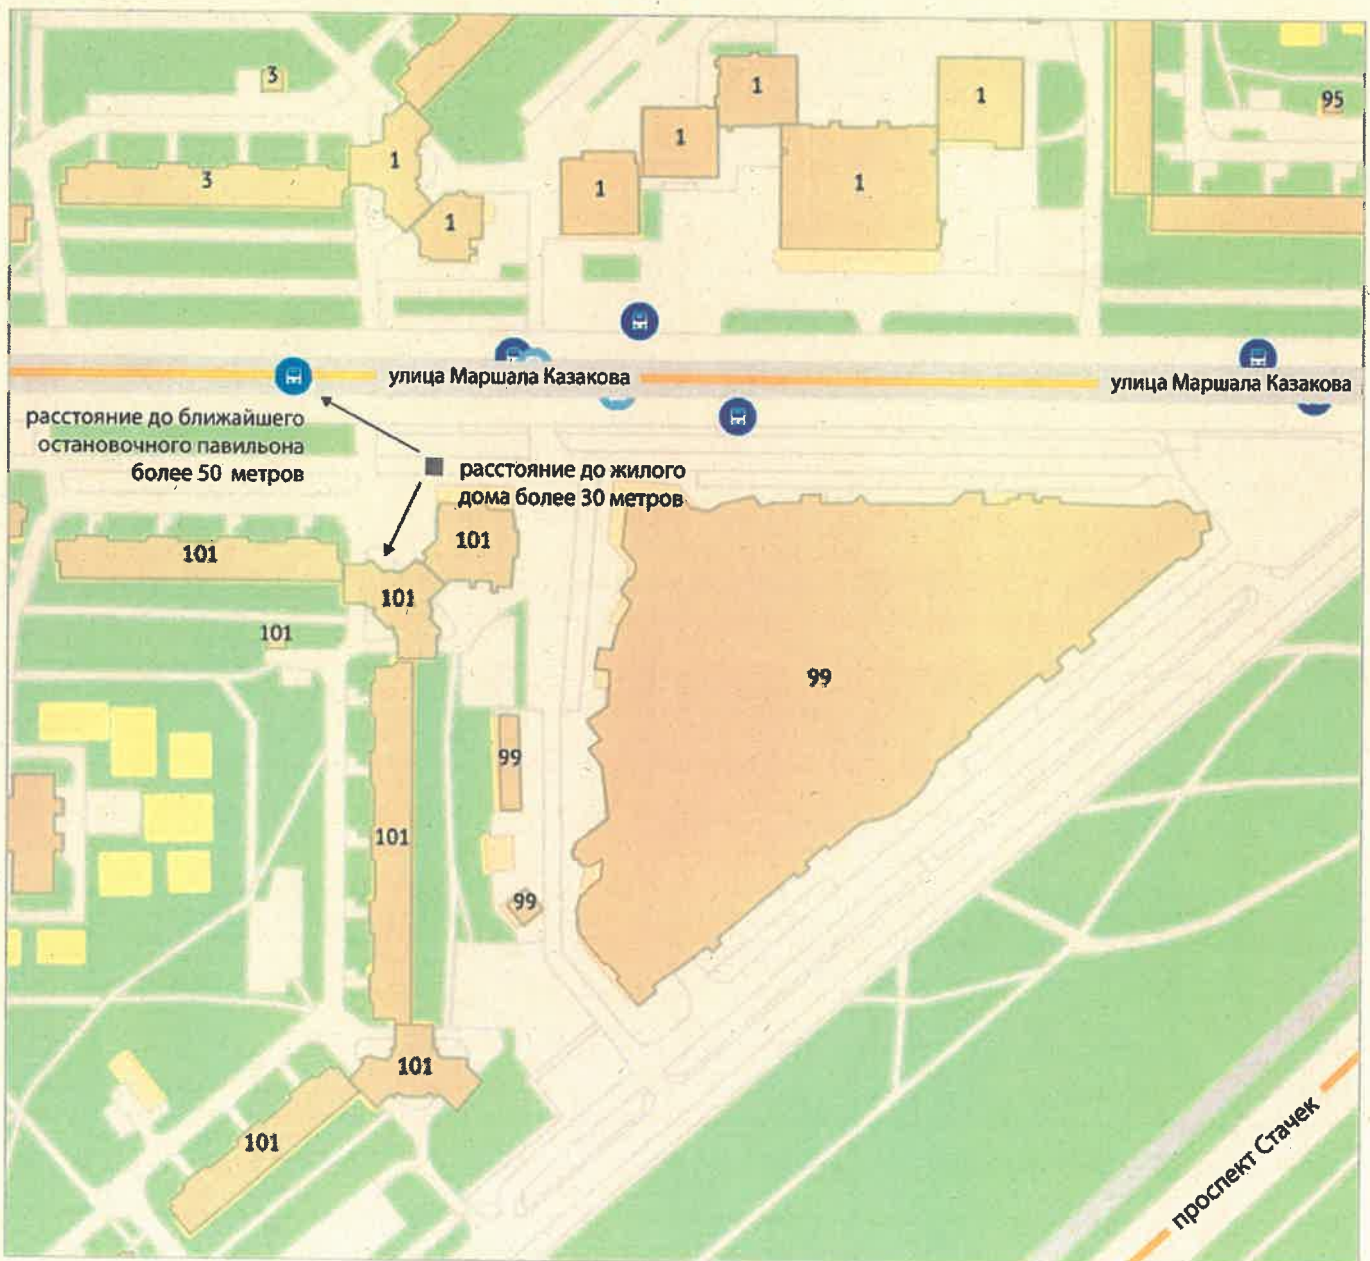 3
1
1
95
1
3
1
1
1
1
1
улица Маршала Казакова
улица Маршала Казакова
расстояние до ближайшего
остановочного павильона
более 50 метров
расстояние до жилого
дома более 30 метров
101
101
101
101
99
99
101
99
101
101
проспект Стачек